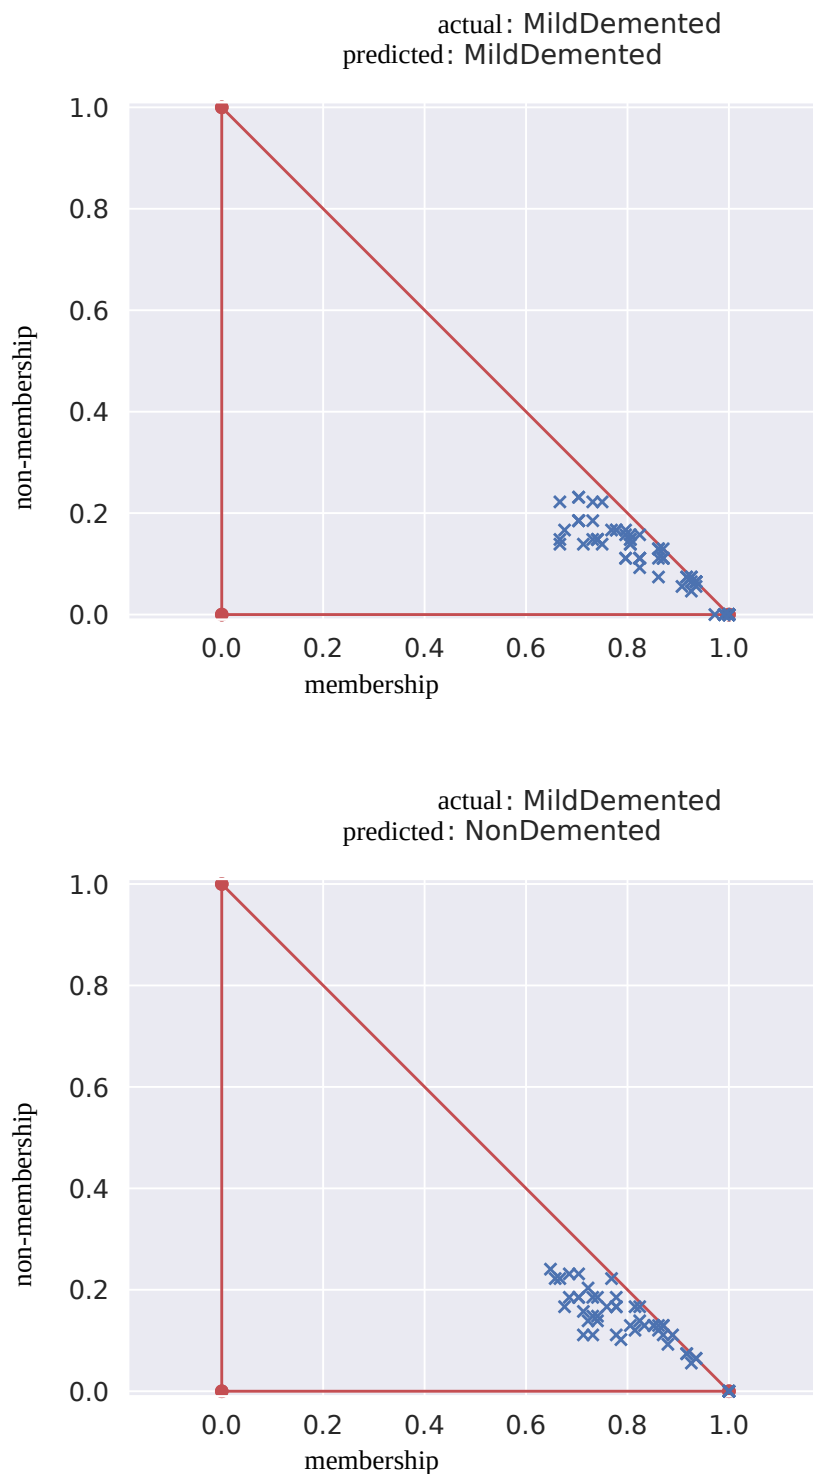 actual: MildDemented
predicted: MildDemented
1.0
0.8
0.6
0.4
0.2
0.0
non-membership
0.0 0.2 0.4 0.6 0.8 1.0
membership
actual: MildDemented
predicted: NonDemented
1.0
0.8
0.6
0.4
0.2
0.0
non-membership
0.0 0.2 0.4 0.6 0.8 1.0
membership